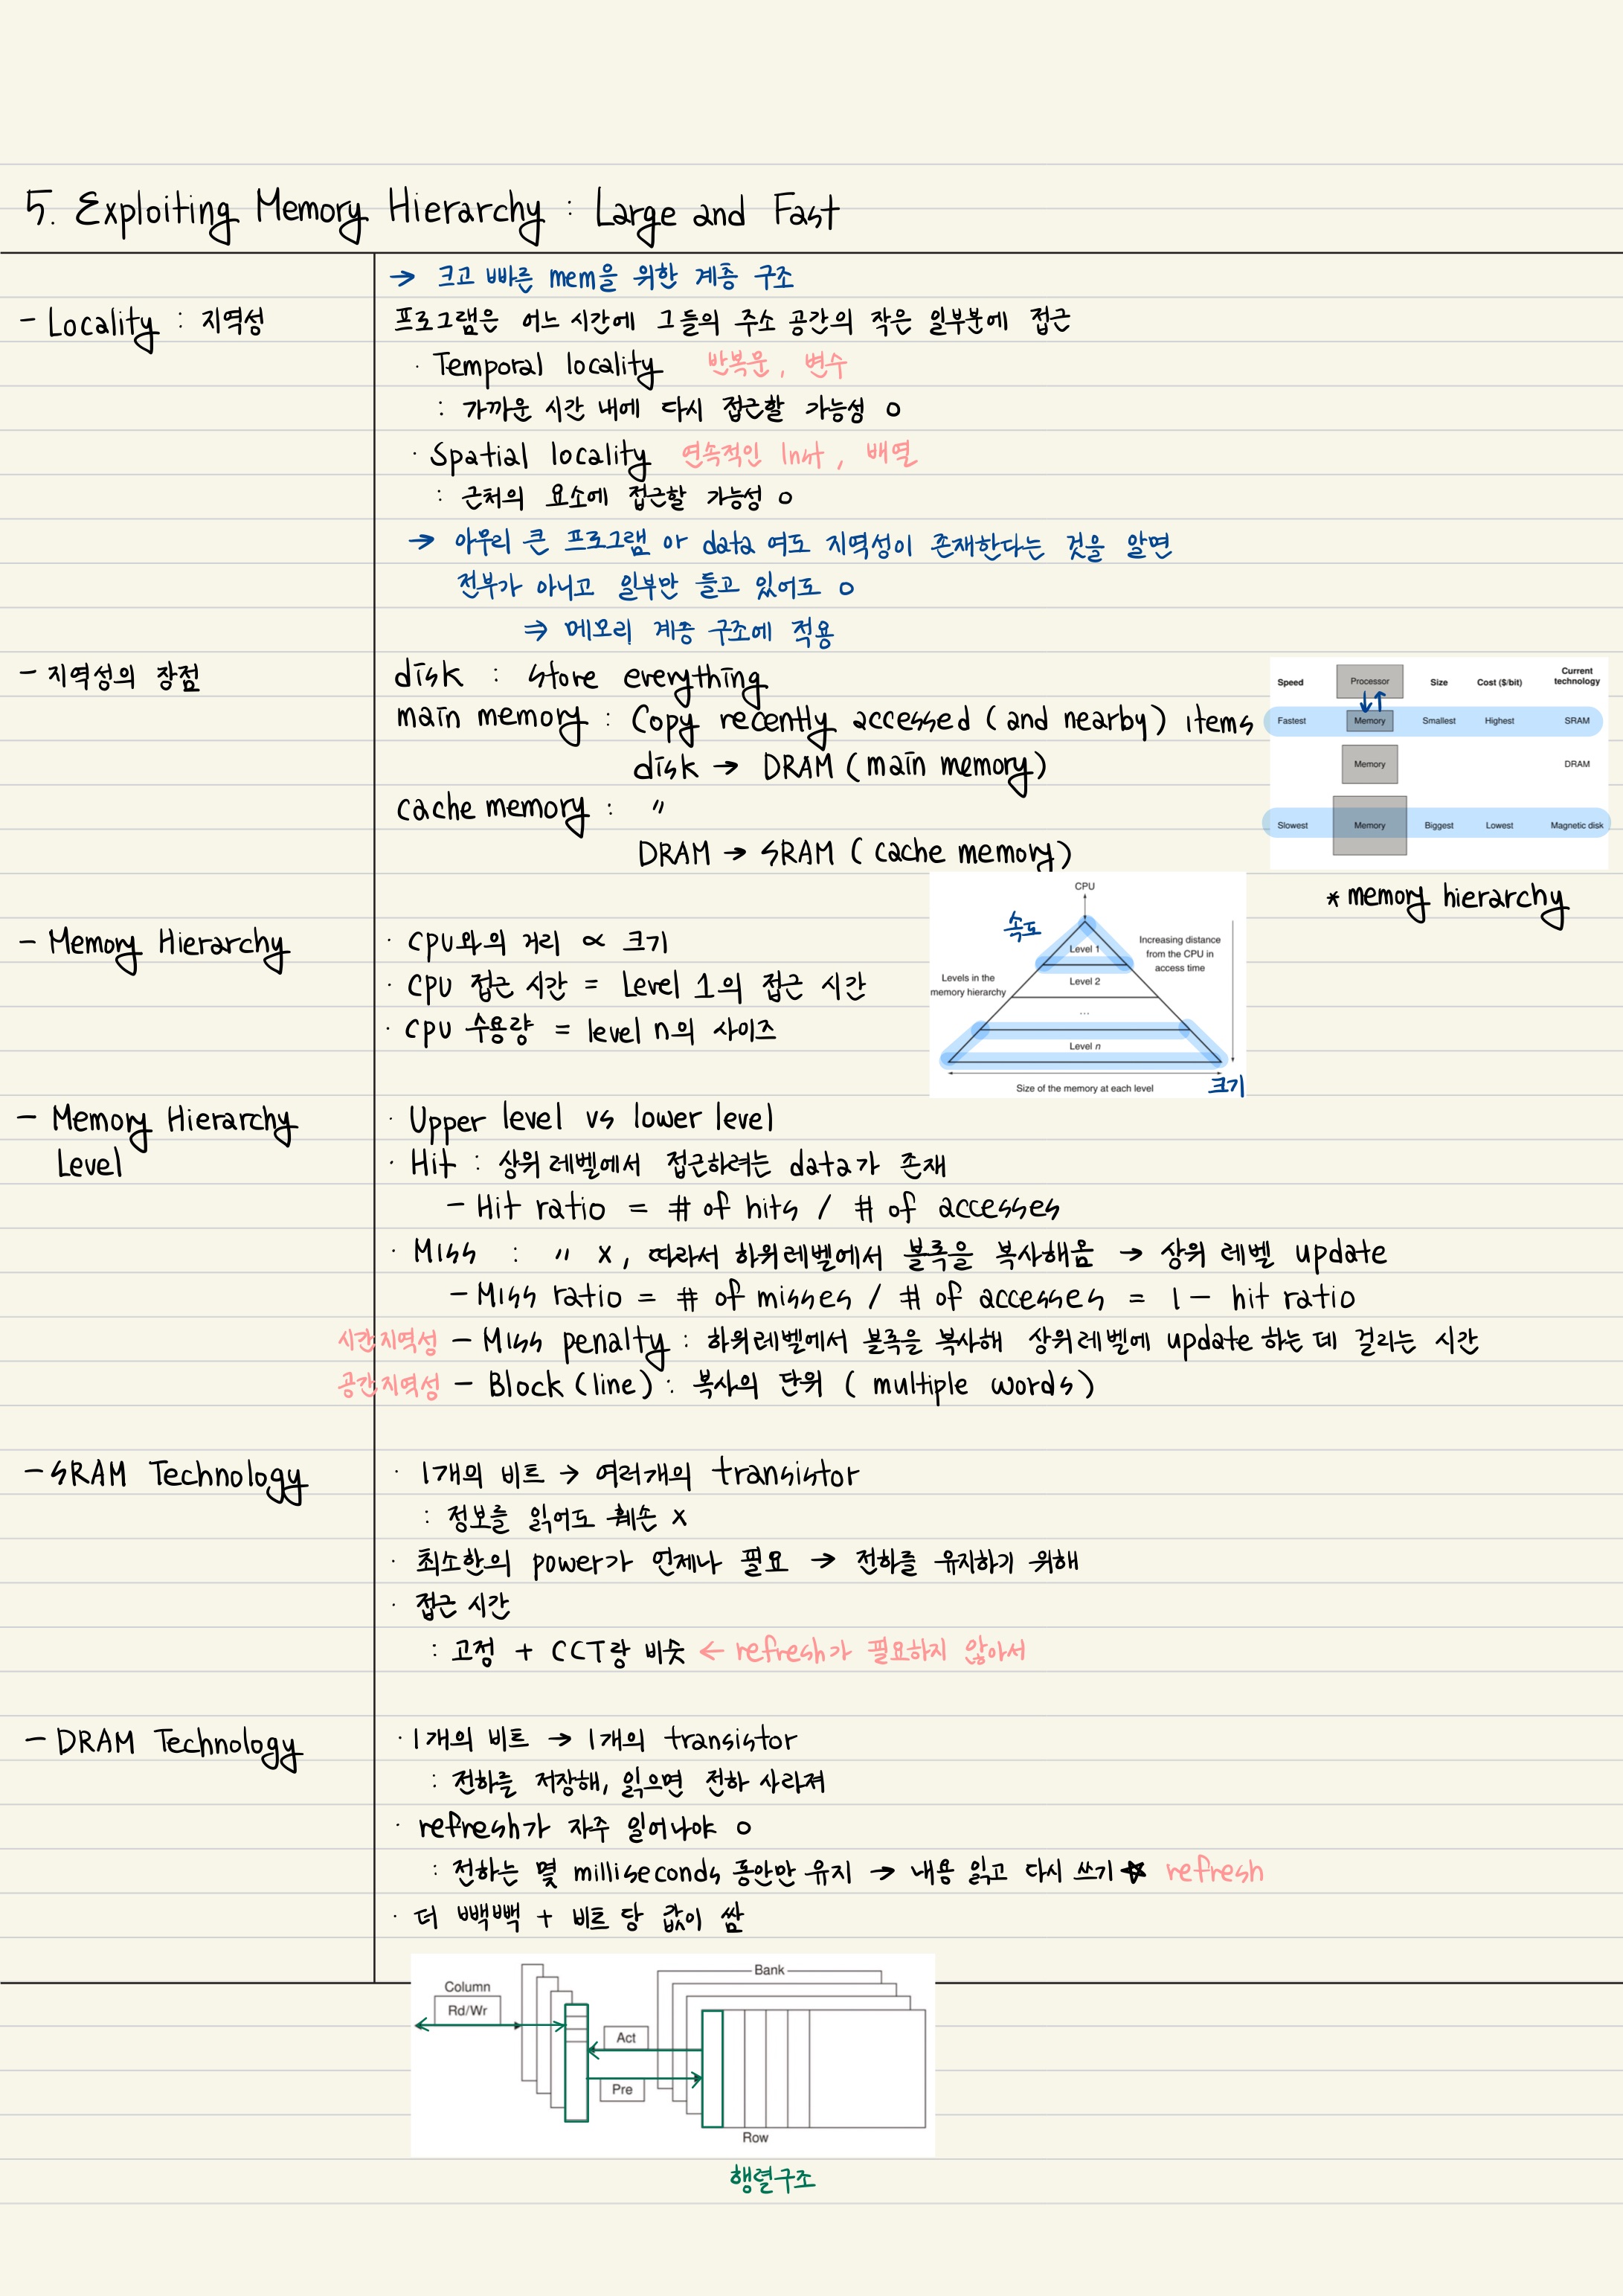 5. Exploiting Memory Hierarchy : Large and Fast
→ 크고 빠른 mem을 위한 계층 구조
- Locality : 지역성
프로그램은 어느 시간에 그들의 주소 공간의 작은 일부분에 접근
· Temporal locality 반복문, 변수
: 가까운 시간 내에 다시 접근할 가능성 o
· Spatial locality 연속적인 Inst, 배열
: 근처의 요소에 접근할 가능성 o
→ 아무리 큰 프로그램 or data 여도 지역성이 존재한다는 것을 알면
전부가 아니고 일부만 들고 있어도 o
⇒ 메모리 계층 구조에 적용
- 지역성의 장점
disk : store everything
main memory : Copy recently accessed (and nearby) items
disk → DRAM (main memory)
cache memory : 〃
DRAM → SRAM (cache memory)
Speed Processor Size Cost ($/bit) Current technology
Fastest Memory Smallest Highest SRAM
Memory DRAM
Slowest Memory Biggest Lowest Magnetic disk
* memory hierarchy
- Memory Hierarchy
· CPU와의 거리 ∝ 크기
· CPU 접근 시간 = Level 1의 접근 시간
· CPU 수용량 = level n의 사이즈
CPU
속도
Level 1
Increasing distance
from the CPU in
access time
Levels in the
memory hierarchy
Level 2
...
Level n
Size of the memory at each level
크기
- Memory Hierarchy
Level
· Upper level vs lower level
· Hit : 상위 레벨에서 접근하려는 data가 존재
- Hit ratio = # of hits / # of accesses
· Miss : 〃 x, 따라서 하위레벨에서 블록을 복사해옴 → 상위 레벨 update
- Miss ratio = # of misses / # of accesses = 1 - hit ratio
시간지역성 - Miss penalty : 하위레벨에서 블록을 복사해 상위레벨에 update 하는 데 걸리는 시간
공간지역성 - Block (line) : 복사의 단위 ( multiple words)
- SRAM Technology
· 1개의 비트 → 여러개의 transistor
: 정보를 읽어도 훼손 x
· 최소한의 power가 언제나 필요 → 전하를 유지하기 위해
· 접근 시간
: 고정 + CCT랑 비슷 ← refresh가 필요하지 않아서
- DRAM Technology
· 1개의 비트 → 1개의 transistor
: 전하를 저장해, 읽으면 전하 사라져
· refresh가 자주 일어나야 o
: 전하는 몇 milliseconds 동안만 유지 → 내용 읽고 다시 쓰기 ☆ refresh
· 더 빽빽 + 비트 당 값이 쌈
Column
Rd/Wr
Bank
Act
Pre
Row
행렬구조